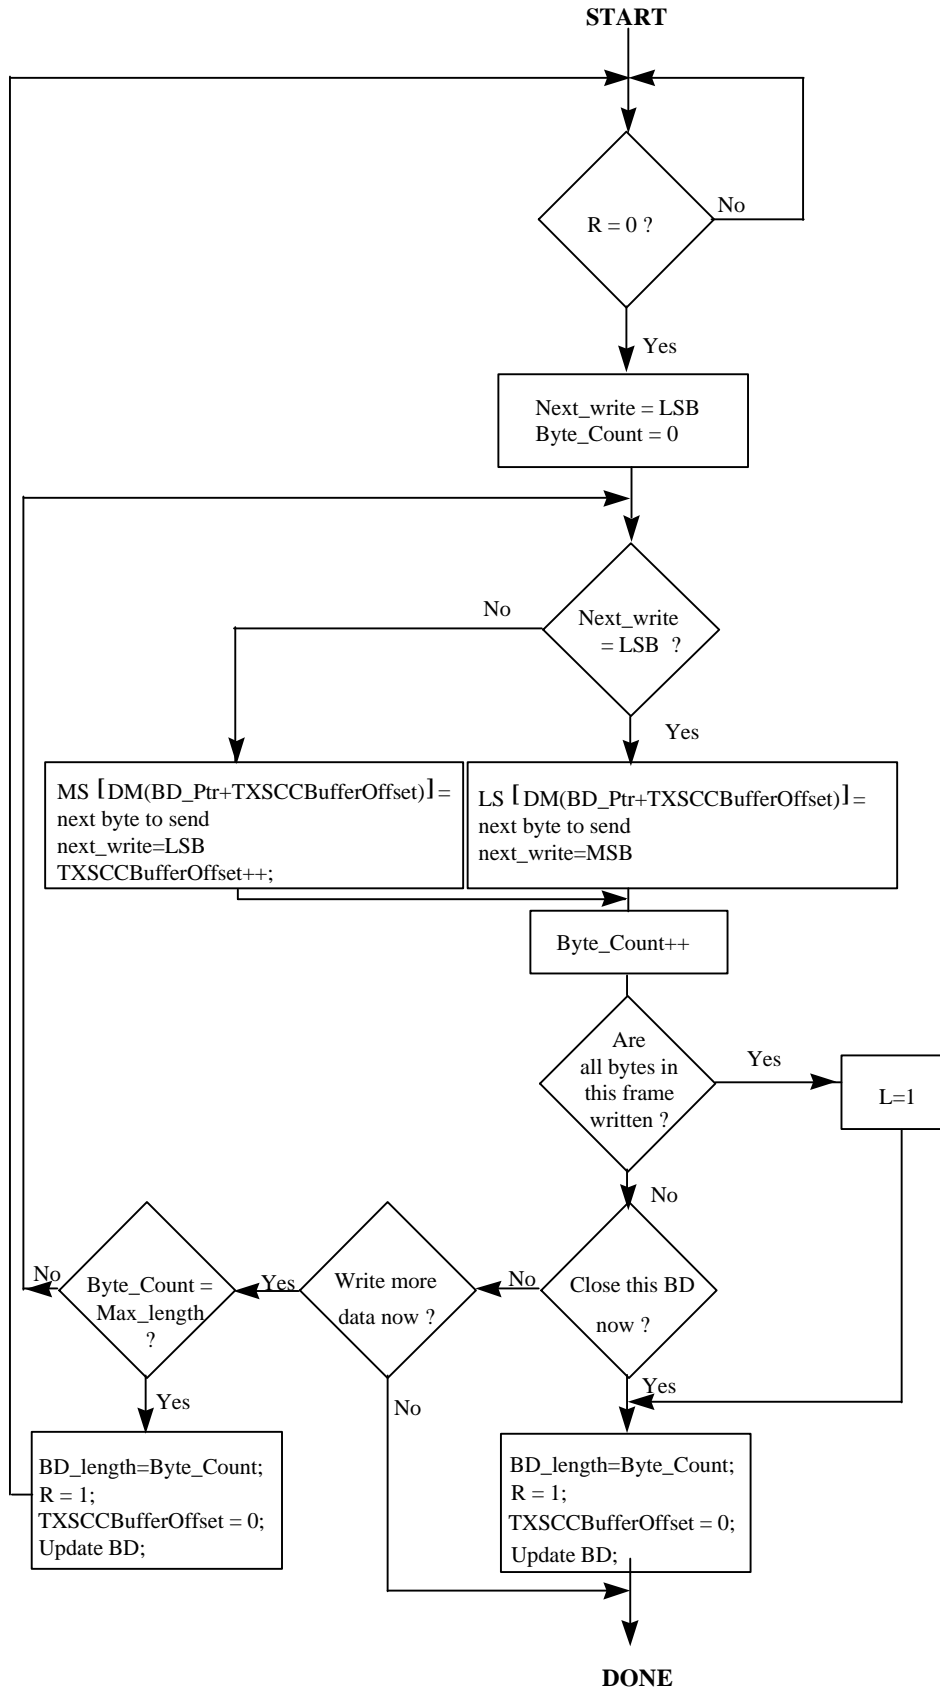 START
R = 0 ?
No
Yes
Next_write = LSB
Byte_Count = 0
No
Next_write
= LSB ?
Yes
MS [DM(BD_Ptr+TXSCCBufferOffset)] =
next byte to send
next_write=LSB
TXSCCBufferOffset++;
LS [DM(BD_Ptr+TXSCCBufferOffset)] =
next byte to send
next_write=MSB
Byte_Count++
Are
all bytes in
this frame
written ?
Yes
L=1
No
Close this BD
now ?
No
Write more
data now ?
Yes
Byte_Count =
Max_length
?
No
Yes
No
Yes
BD_length=Byte_Count;
R = 1;
TXSCCBufferOffset = 0;
Update BD;
BD_length=Byte_Count;
R = 1;
TXSCCBufferOffset = 0;
Update BD;
DONE